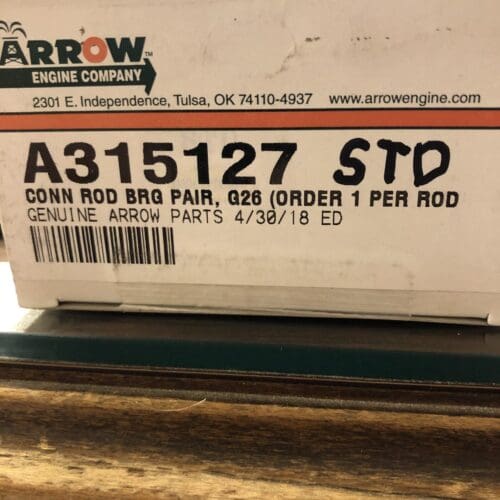 ARROW™
ENGINE COMPANY
2301 E. Independence, Tulsa, OK 74110-4937 www.arrowengine.com
A315127 STD
CONN ROD BRG PAIR, G26 (ORDER 1 PER ROD
GENUINE ARROW PARTS 4/30/18 ED